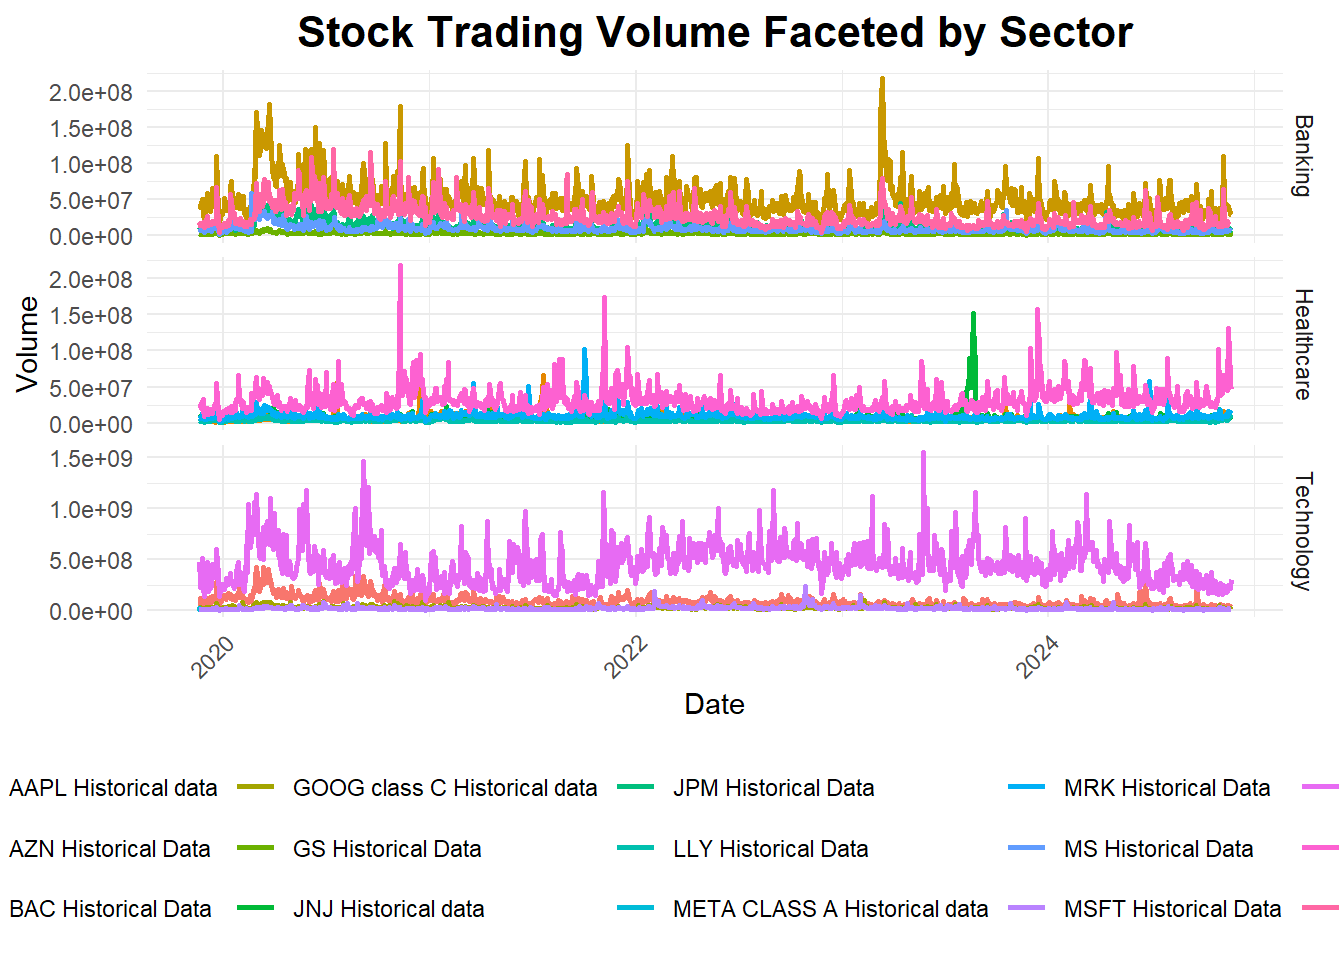 Stock Trading Volume Faceted by Sector
2.0e+08
1.5e+08
1.0e+08
5.0e+07
0.0e+00
Banking
2.0e+08
1.5e+08
1.0e+08
5.0e+07
0.0e+00
Healthcare
1.5e+09
1.0e+09
5.0e+08
0.0e+00
Technology
Volume
2020
2022
2024
Date
AAPL Historical data
GOOG class C Historical data
JPM Historical Data
MRK Historical Data
AZN Historical Data
GS Historical Data
LLY Historical Data
MS Historical Data
BAC Historical Data
JNJ Historical data
META CLASS A Historical data
MSFT Historical Data